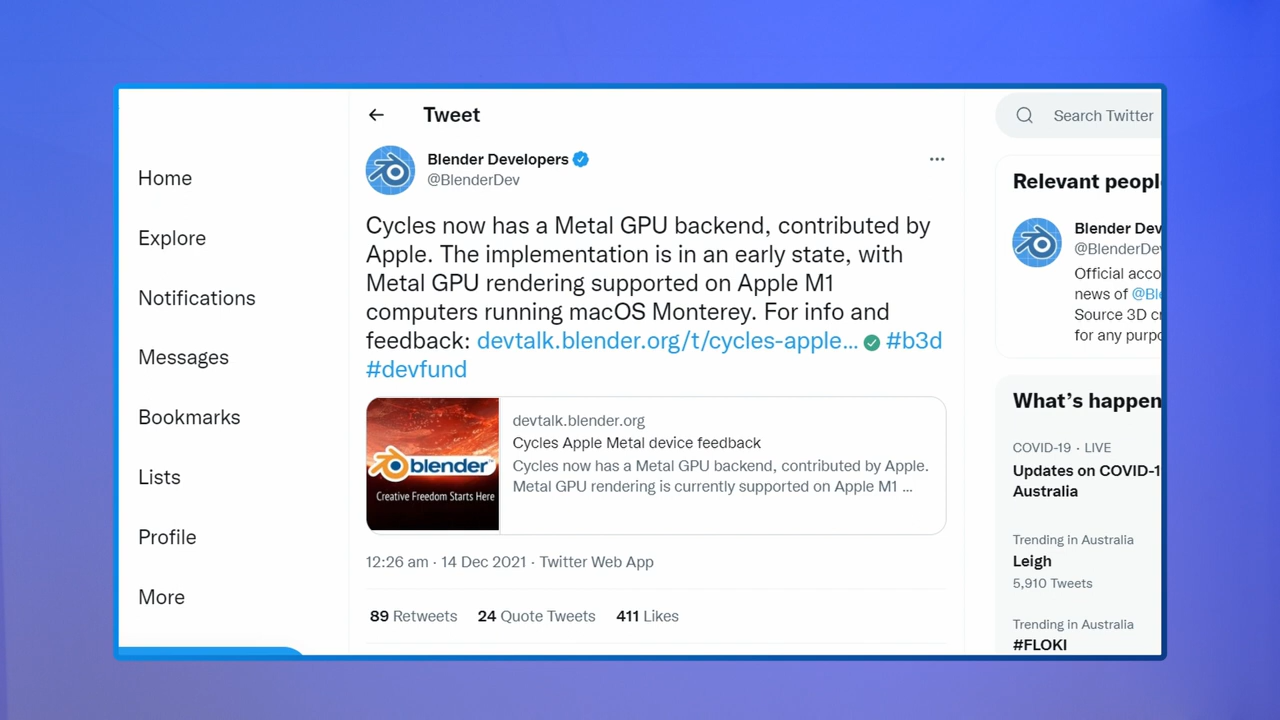 Home
Explore
Notifications
Messages
Bookmarks
Lists
Profile
More
Tweet
Blender Developers
@BlenderDev
Cycles now has a Metal GPU backend, contributed by
Apple. The implementation is in an early state, with
Metal GPU rendering supported on Apple M1
computers running macOS Monterey. For info and
feedback: devtalk.blender.org/t/cycles-apple... #b3d
#devfund
blender™
Creative Freedom Starts Here
devtalk.blender.org
Cycles Apple Metal device feedback
Cycles now has a Metal GPU backend, contributed by Apple.
Metal GPU rendering is currently supported on Apple M1 ...
12:26 am · 14 Dec 2021 · Twitter Web App
89 Retweets 24 Quote Tweets 411 Likes
Search Twitter
Relevant peopl
Blender Dev
@BlenderDev
Official acco
news of @Ble
Source 3D cr
for any purpo
What's happen
COVID-19 · LIVE
Updates on COVID-1
Australia
Trending in Australia
Leigh
5,910 Tweets
Trending in Australia
#FLOKI